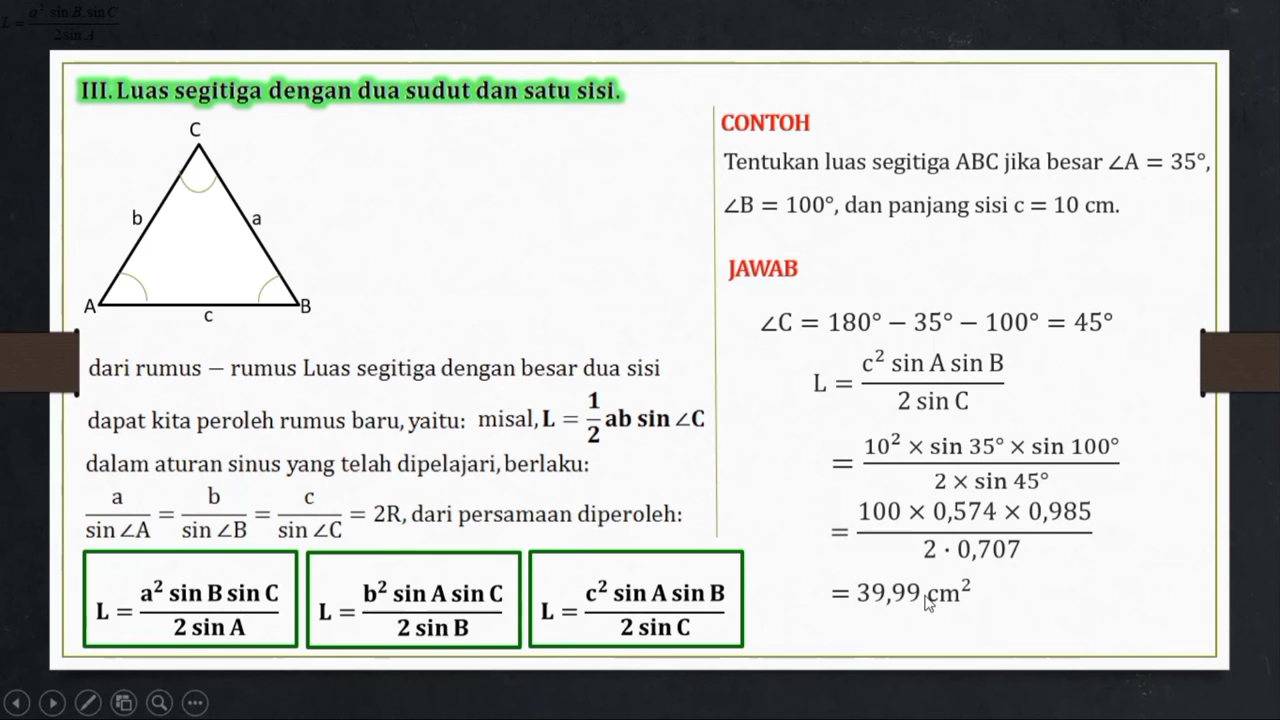 L = a². sin B. sin C / 2sin A
III. Luas segitiga dengan dua sudut dan satu sisi.
C
b
a
A
B
c
dari rumus – rumus Luas segitiga dengan besar dua sisi
dapat kita peroleh rumus baru, yaitu: misal, L = 1/2 ab sin ∠C
dalam aturan sinus yang telah dipelajari, berlaku:
a / sin ∠A = b / sin ∠B = c / sin ∠C = 2R, dari persamaan diperoleh:
L = a² sin B sin C / 2 sin A
L = b² sin A sin C / 2 sin B
L = c² sin A sin B / 2 sin C
CONTOH
Tentukan luas segitiga ABC jika besar ∠A = 35°,
∠B = 100°, dan panjang sisi c = 10 cm.
JAWAB
∠C = 180° − 35° − 100° = 45°
L = c² sin A sin B / 2 sin C
= 10² × sin 35° × sin 100° / 2 × sin 45°
= 100 × 0,574 × 0,985 / 2 · 0,707
= 39,99 cm²